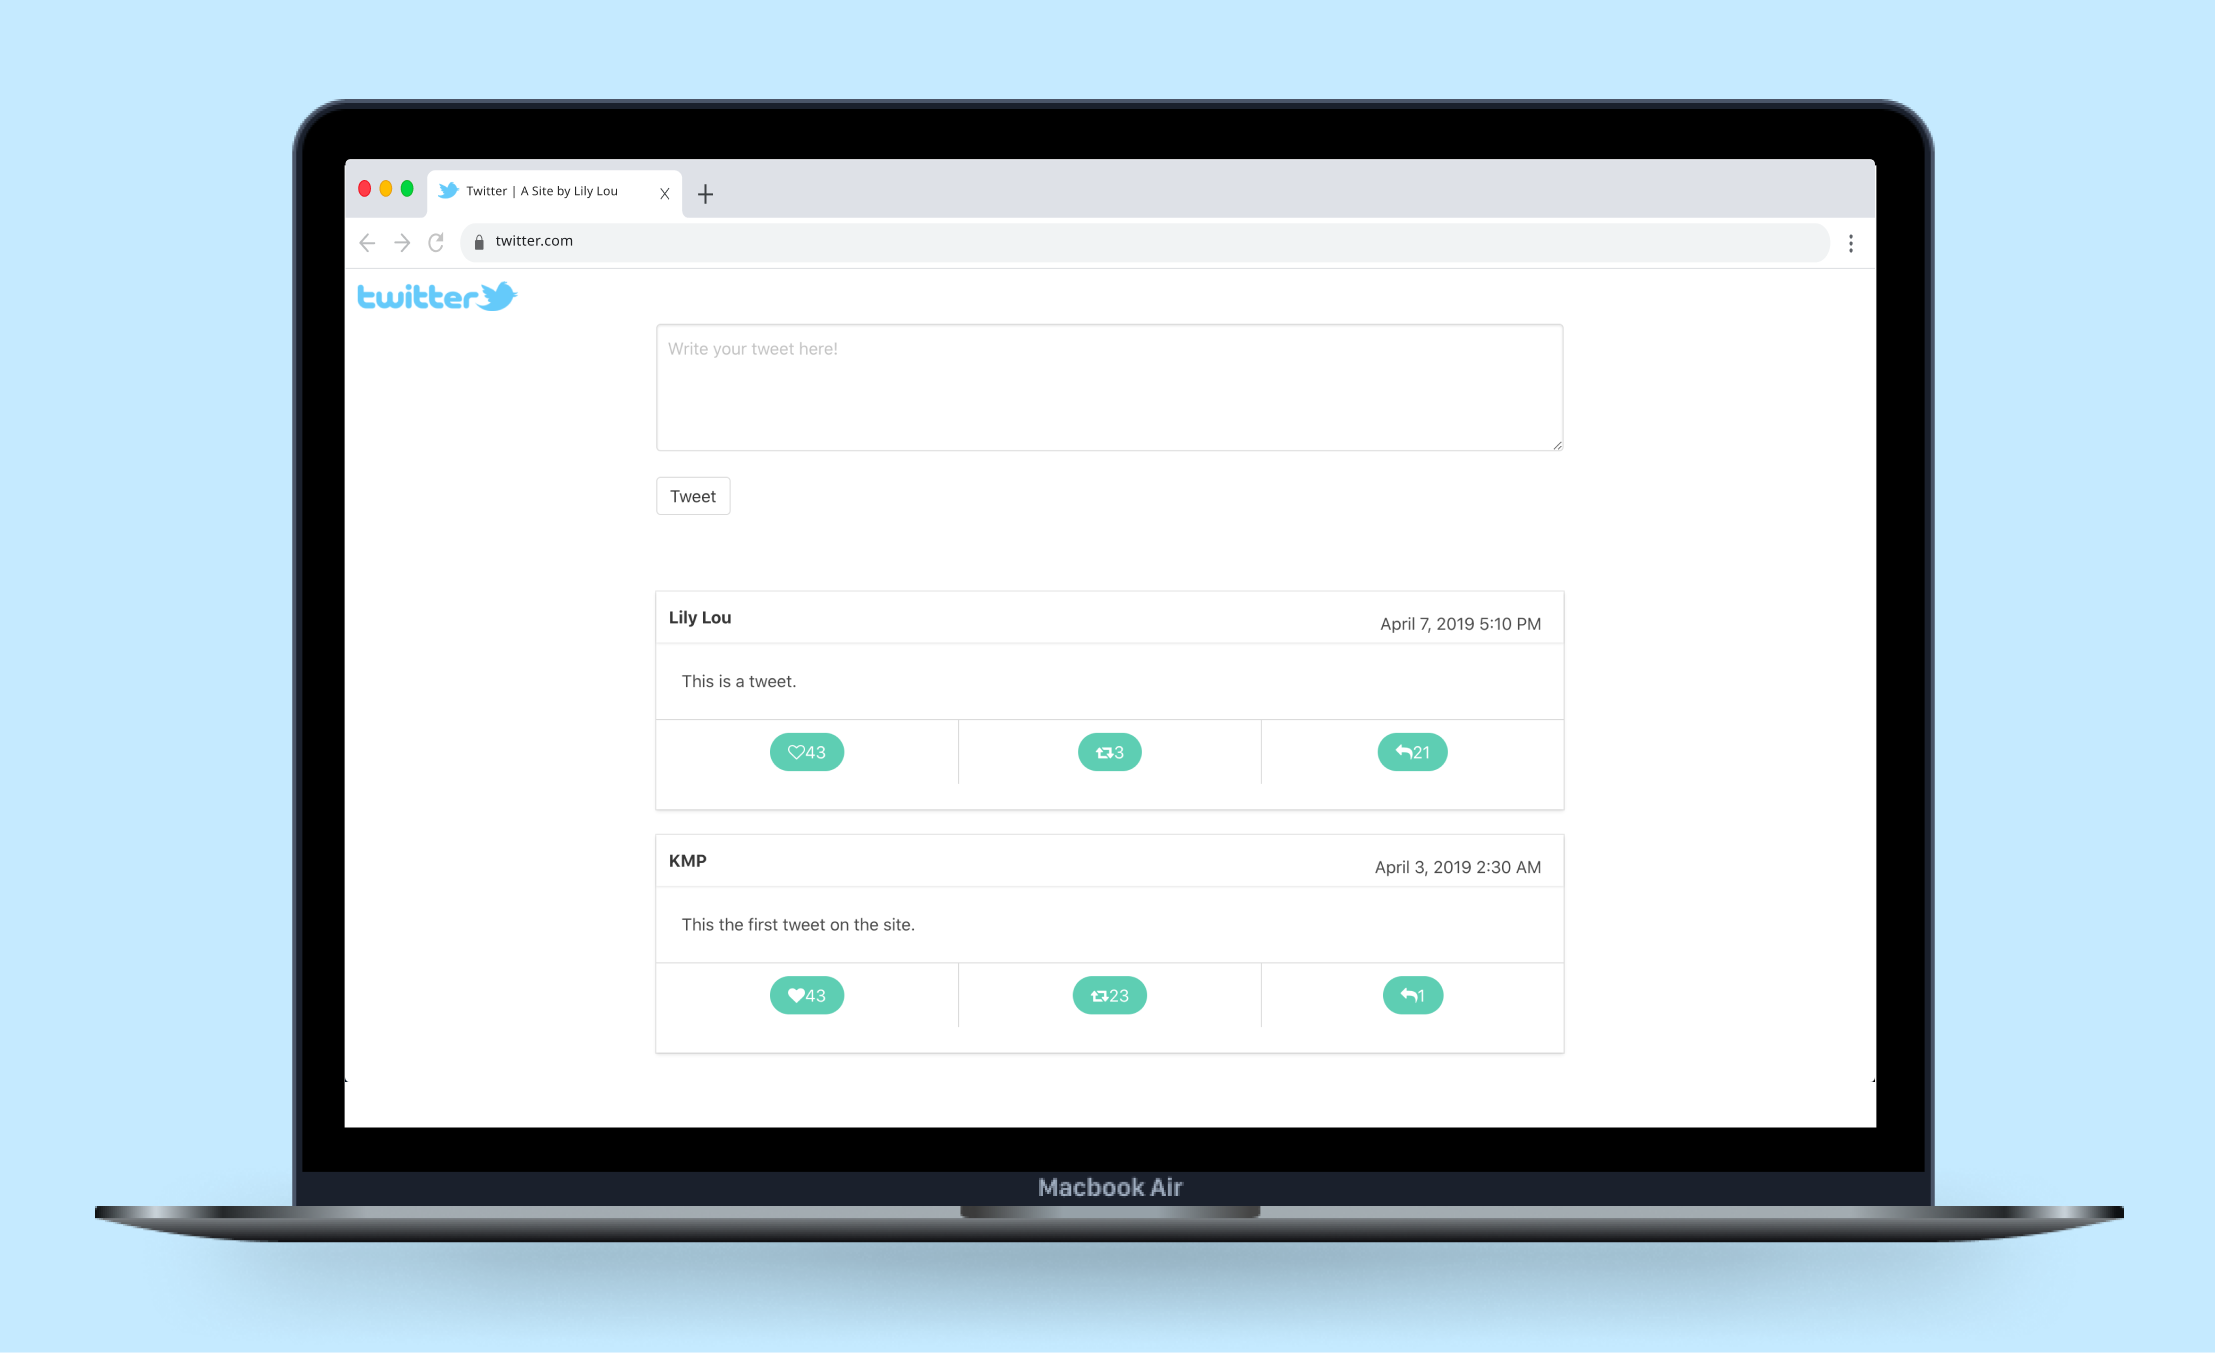 Twitter | A Site by Lily Lou X
twitter.com
twitter
Write your tweet here!
Tweet
Lily Lou
April 7, 2019 5:10 PM
This is a tweet.
43 3 21
KMP
April 3, 2019 2:30 AM
This the first tweet on the site.
43 23 1
Macbook Air